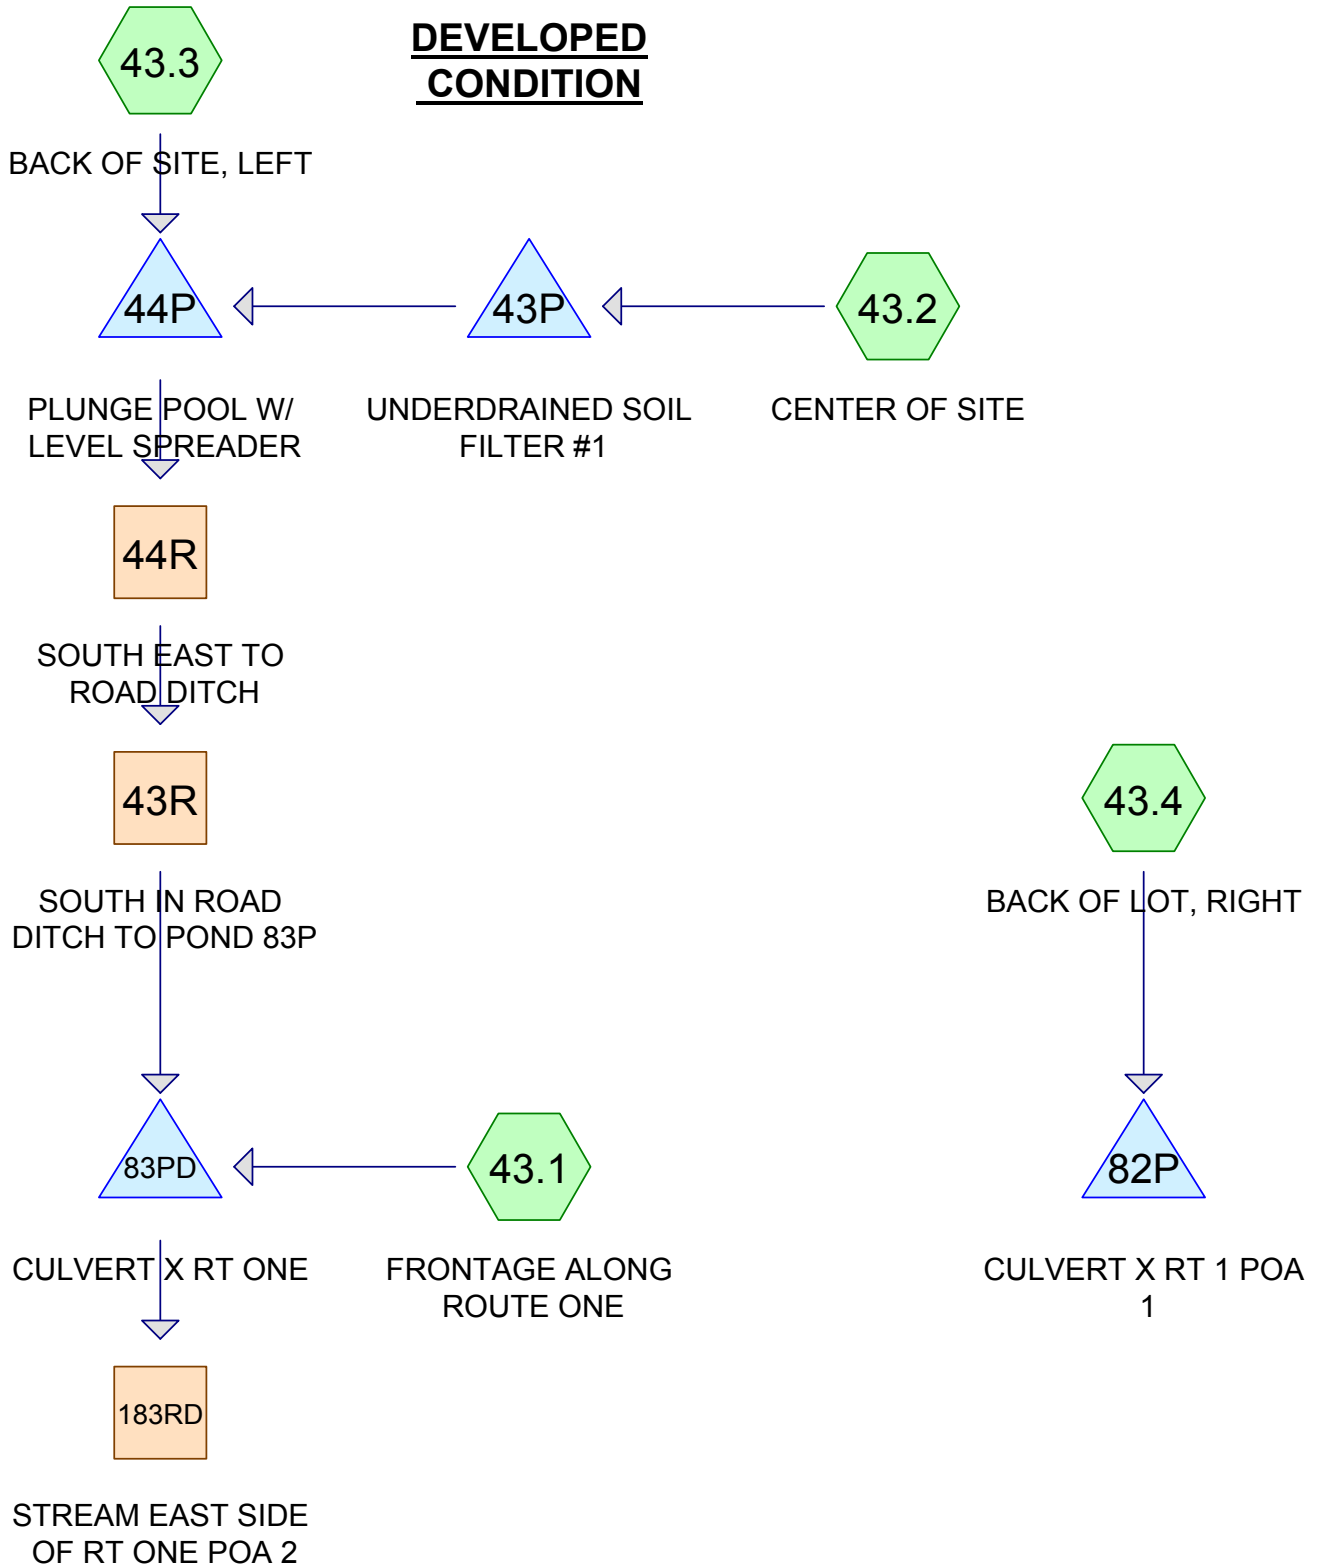 DEVELOPED
CONDITION
43.3
BACK OF SITE, LEFT
44P
PLUNGE POOL W/
LEVEL SPREADER
43P
UNDERDRAINED SOIL
FILTER #1
43.2
CENTER OF SITE
44R
SOUTH EAST TO
ROAD DITCH
43R
SOUTH IN ROAD
DITCH TO POND 83P
43.4
BACK OF LOT, RIGHT
83PD
CULVERT X RT ONE
43.1
FRONTAGE ALONG
ROUTE ONE
82P
CULVERT X RT 1 POA
1
183RD
STREAM EAST SIDE
OF RT ONE POA 2